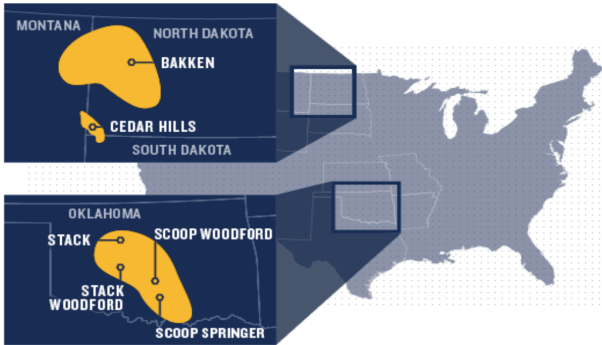 MONTANA
NORTH DAKOTA
BAKKEN
CEDAR HILLS
SOUTH DAKOTA
OKLAHOMA
STACK
SCOOP WOODFORD
STACK
WOODFORD
SCOOP SPRINGER